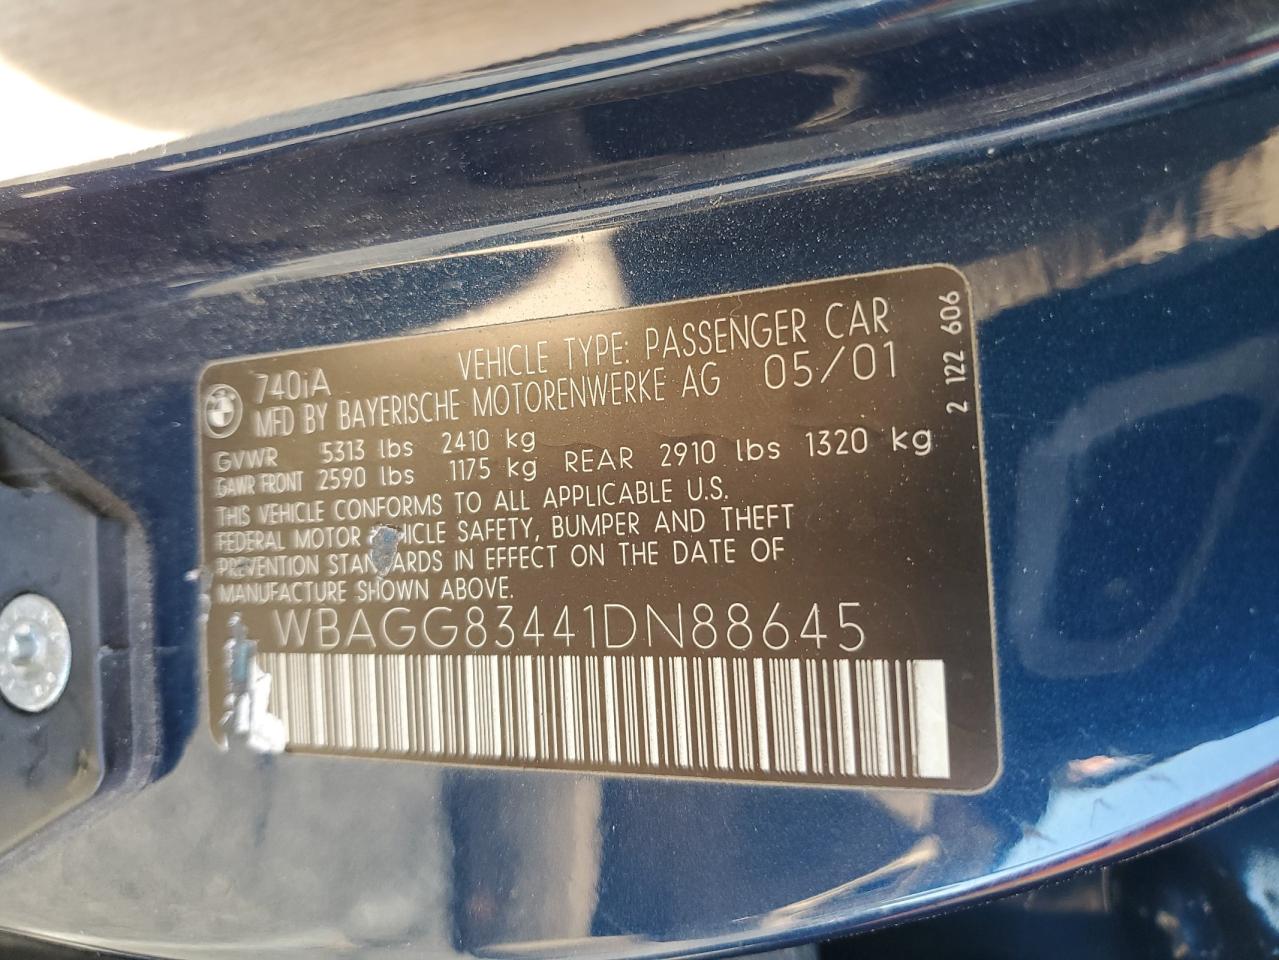 740iA VEHICLE TYPE: PASSENGER CAR
MFD BY BAYERISCHE MOTORENWERKE AG 05/01
GVWR 5313 lbs 2410 kg
GAWR FRONT 2590 lbs 1175 kg REAR 2910 lbs 1320 kg
THIS VEHICLE CONFORMS TO ALL APPLICABLE U.S.
FEDERAL MOTOR VEHICLE SAFETY, BUMPER AND THEFT
PREVENTION STANDARDS IN EFFECT ON THE DATE OF
MANUFACTURE SHOWN ABOVE.
WBAGG83441DN88645
2 122 606